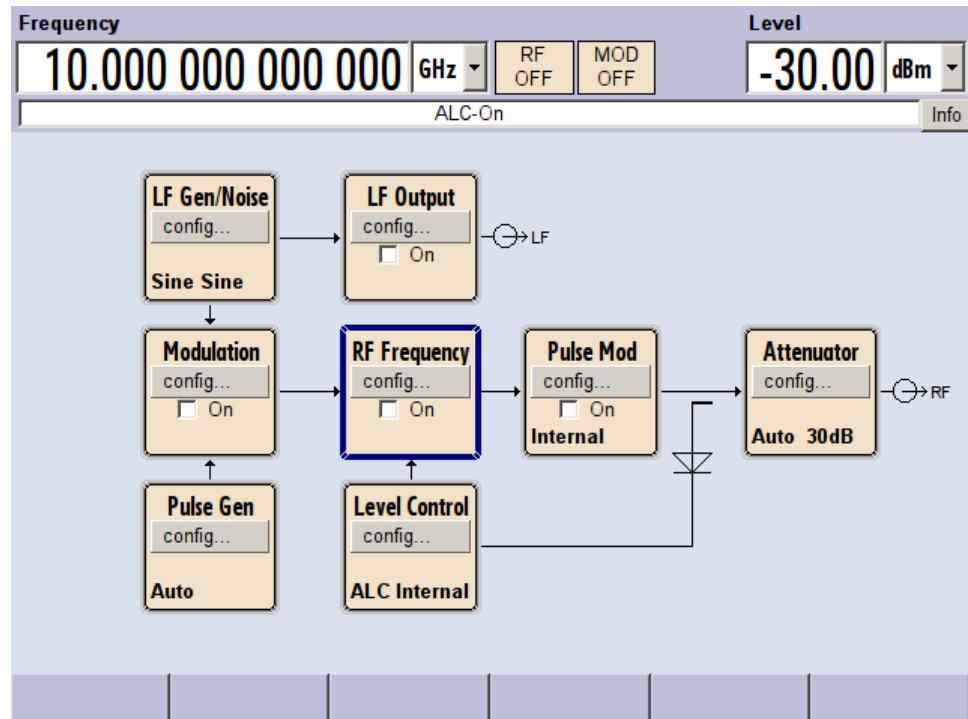 Frequency
Level
10.000 000 000 000 GHz
RF OFF
MOD OFF
-30.00 dBm
ALC-On
Info
LF Gen/Noise
config...
Sine Sine
LF Output
config...
On
LF
Modulation
config...
On
RF Frequency
config...
On
Pulse Mod
config...
On
Internal
Attenuator
config...
Auto 30dB
RF
Pulse Gen
config...
Auto
Level Control
config...
ALC Internal